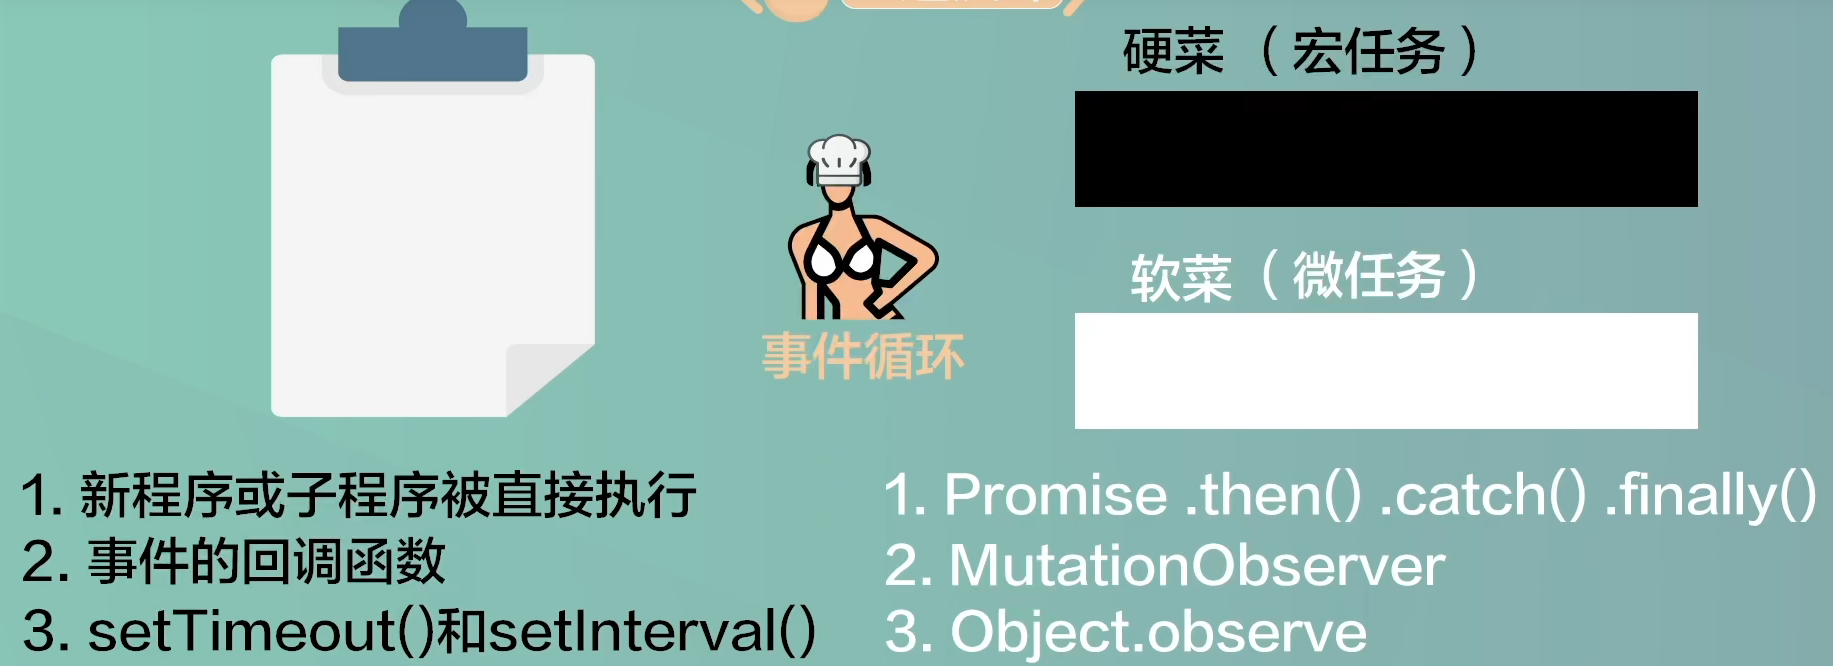 硬菜（宏任务）
软菜（微任务）
事件循环
1. 新程序或子程序被直接执行
2. 事件的回调函数
3. setTimeout()和setInterval()
1. Promise .then() .catch() .finally()
2. MutationObserver
3. Object.observe